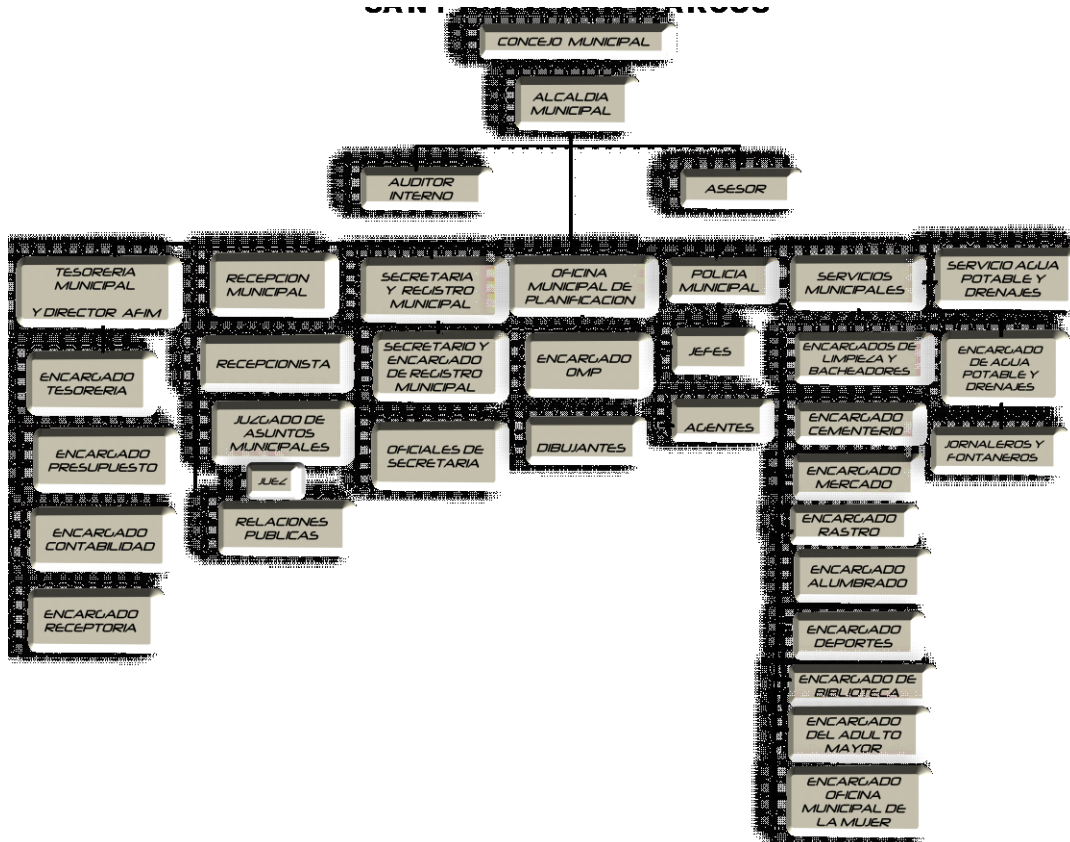 CONCEJO MUNICIPAL
ALCALDIA
MUNICIPAL
AUDITOR
INTERNO
ASESOR
TESORERIA
MUNICIPAL
Y DIRECTOR AFIM
ENCARGADO
TESORERIA
ENCARGADO
PRESUPUESTO
ENCARGADO
CONTABILIDAD
ENCARGADO
RECEPTORIA
RECEPCION
MUNICIPAL
RECEPCIONISTA
JUZGADO DE
ASUNTOS
MUNICIPALES
JUEZ
RELACIONES
PUBLICAS
SECRETARIA
Y REGISTRO
MUNICIPAL
SECRETARIO Y
ENCARGADO
DE REGISTRO
MUNICIPAL
OFICIALES DE
SECRETARIA
OFICINA
MUNICIPAL DE
PLANIFICACION
ENCARGADO
OMP
DIBUJANTES
POLICIA
MUNICIPAL
JEFES
AGENTES
SERVICIOS
MUNICIPALES
ENCARGADOS DE
LIMPIEZA Y
BACHEADORES
ENCARGADO
CEMENTERIO
ENCARGADO
MERCADO
ENCARGADO
RASTRO
ENCARGADO
ALUMBRADO
ENCARGADO
DEPORTES
ENCARGADO DE
BIBLIOTECA
ENCARGADO
DEL ADULTO
MAYOR
ENCARGADO
OFICINA
MUNICIPAL DE
LA MUJER
SERVICIO AGUA
POTABLE Y
DRENAJES
ENCARGADO
DE AGUA
POTABLE Y
DRENAJES
JORNALEROS Y
FONTANEROS